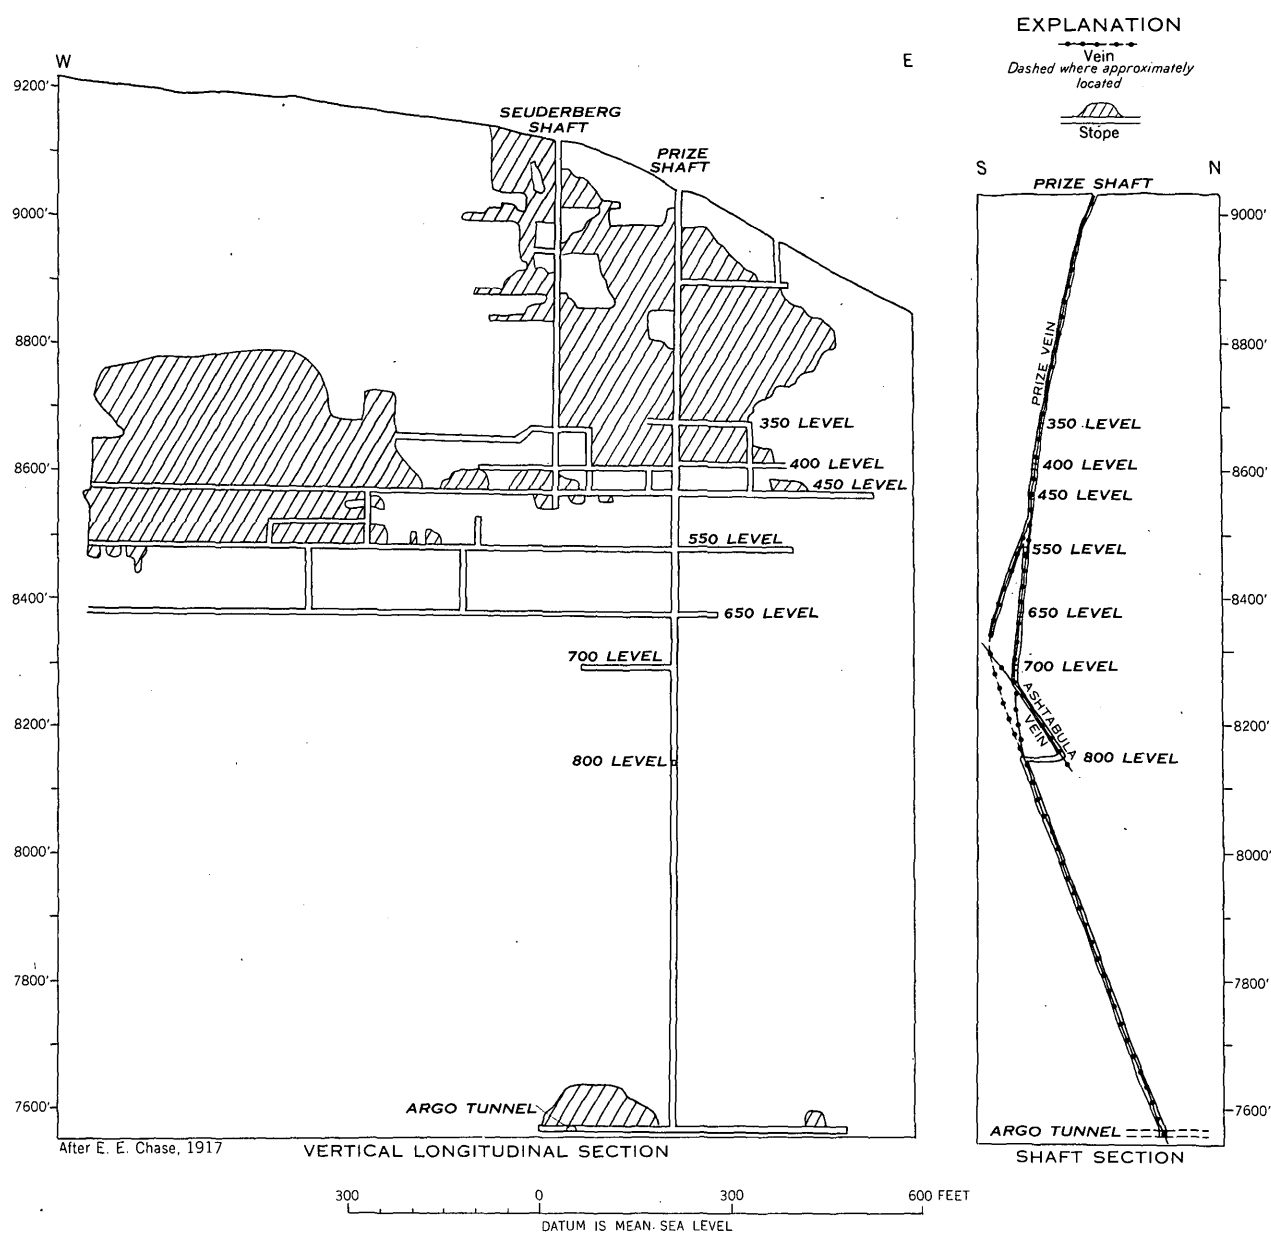 EXPLANATION
Vein
Dashed where approximately
located
Stope
W
E
9200'
9000'
8800'
8600'
8400'
8200'
8000'
7800'
7600'
SEUDERBERG
SHAFT
PRIZE
SHAFT
350 LEVEL
400 LEVEL
450 LEVEL
550 LEVEL
650 LEVEL
700 LEVEL
800 LEVEL
ARGO TUNNEL
After E. E. Chase, 1917
VERTICAL LONGITUDINAL SECTION
S
N
PRIZE SHAFT
PRIZE VEIN
350 LEVEL
400 LEVEL
450 LEVEL
550 LEVEL
650 LEVEL
700 LEVEL
ASHTABULA
VEIN
800 LEVEL
9000'
8800'
8600'
8400'
8200'
8000'
7800'
7600'
ARGO TUNNEL
SHAFT SECTION
300 0 300 600 FEET
DATUM IS MEAN SEA LEVEL